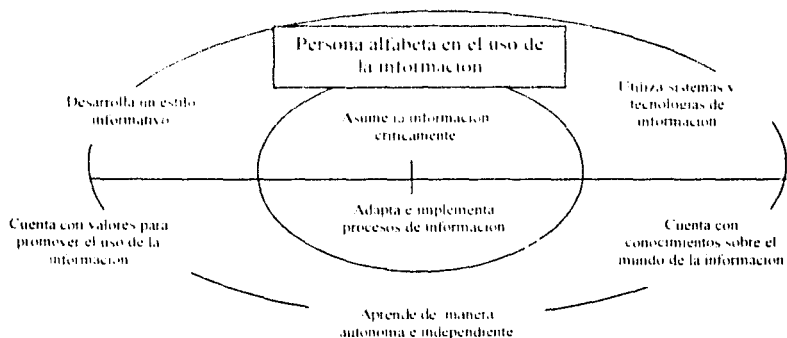 Persona alfabeta en el uso de
la informacion
Desarrolla un estilo
informativo
Asume la informacion
criticamente
Utiliza sistemas y
tecnologias de
informacion
Cuenta con valores para
promover el uso de la
informacion
Adapta e implementa
procesos de informacion
Cuenta con
conocimientos sobre el
mundo de la informacion
Aprende de manera
autonoma e independiente